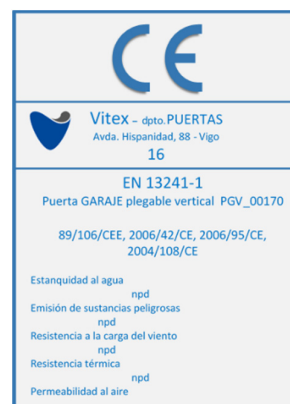 CE
Vitex – dpto. PUERTAS
Avda. Hispanidad, 88 - Vigo
16
EN 13241-1
Puerta GARAJE plegable vertical PGV_00170
89/106/CEE, 2006/42/CE, 2006/95/CE,
2004/108/CE
Estanquidad al agua
npd
Emisión de sustancias peligrosas
npd
Resistencia a la carga del viento
npd
Resistencia térmica
npd
Permeabilidad al aire